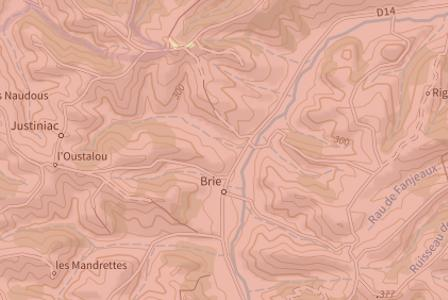 D14
s Naudous
300
Rig
Justiniac
300
l'Oustalou
Brie
Rau de Fanjeaux
Ruisseau de
les Mandrettes
377